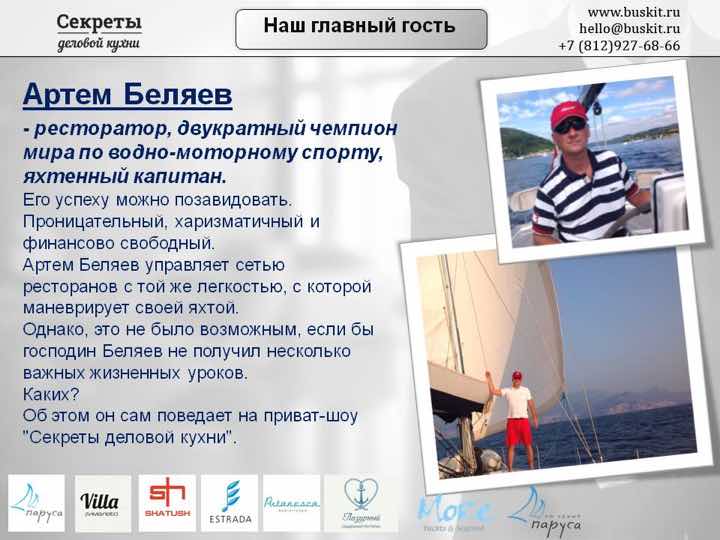 Секреты
деловой кухни
Наш главный гость
www.buskit.ru
hello@buskit.ru
+7 (812)927-68-66
Артем Беляев
- ресторатор, двукратный чемпион
мира по водно-моторному спорту,
яхтенный капитан.
Его успеху можно позавидовать.
Проницательный, харизматичный и
финансово свободный.
Артем Беляев управляет сетью
ресторанов с той же легкостью, с которой
маневрирует своей яхтой.
Однако, это не было возможным, если бы
господин Беляев не получил несколько
важных жизненных уроков.
Каких?
Об этом он сам поведает на приват-шоу
"Секреты деловой кухни".
паруса
Villa
sh
SHATUSH
ESTRADA
Putanesca
Лазурный
Море
Yachts & Seafood
паруса